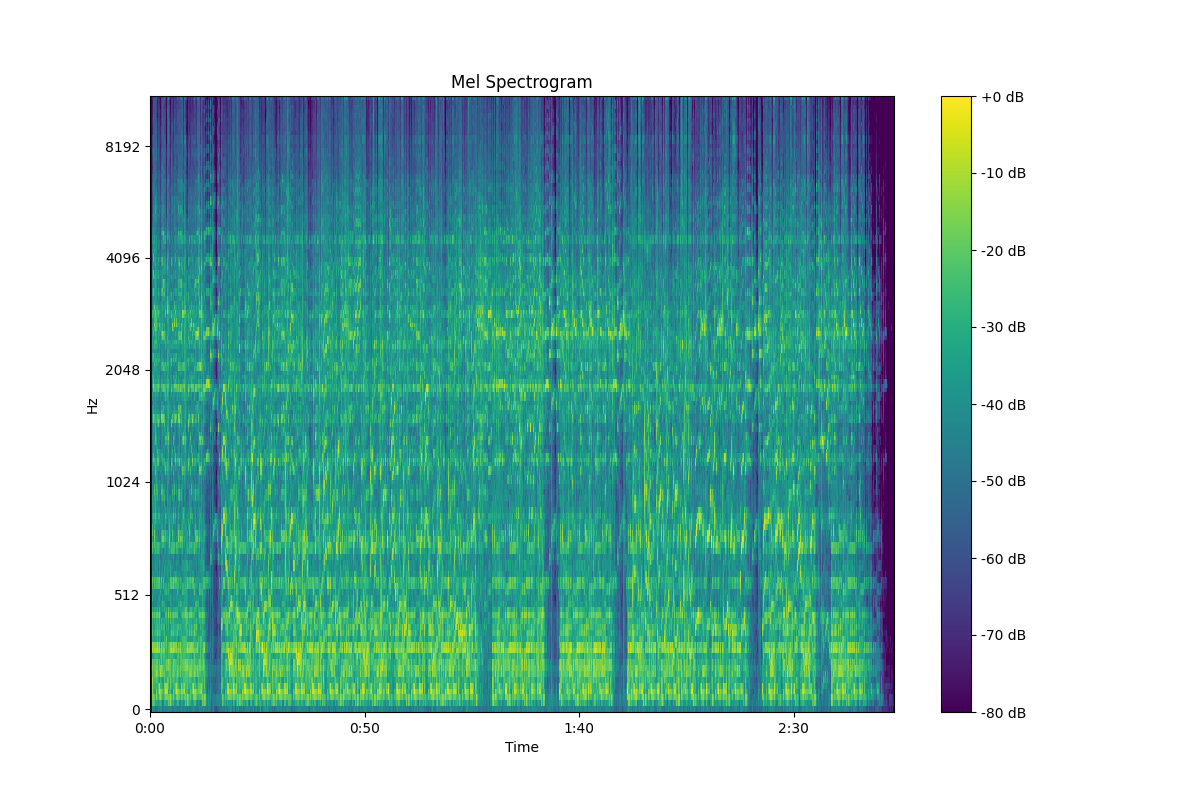 Mel Spectrogram
Hz
8192
4096
2048
1024
512
0
0:00
0:50
1:40
2:30
Time
+0 dB
-10 dB
-20 dB
-30 dB
-40 dB
-50 dB
-60 dB
-70 dB
-80 dB